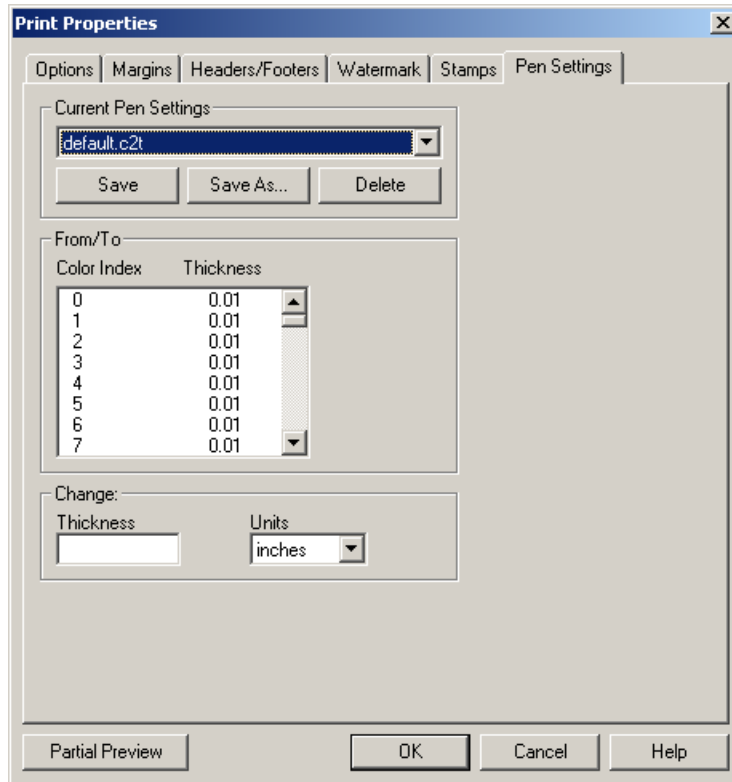 Print Properties
Options Margins Headers/Footers Watermark Stamps Pen Settings
Current Pen Settings
default.c2t
Save Save As... Delete
From/To
Color Index Thickness
0 0.01
1 0.01
2 0.01
3 0.01
4 0.01
5 0.01
6 0.01
7 0.01
Change:
Thickness Units
inches
Partial Preview OK Cancel Help